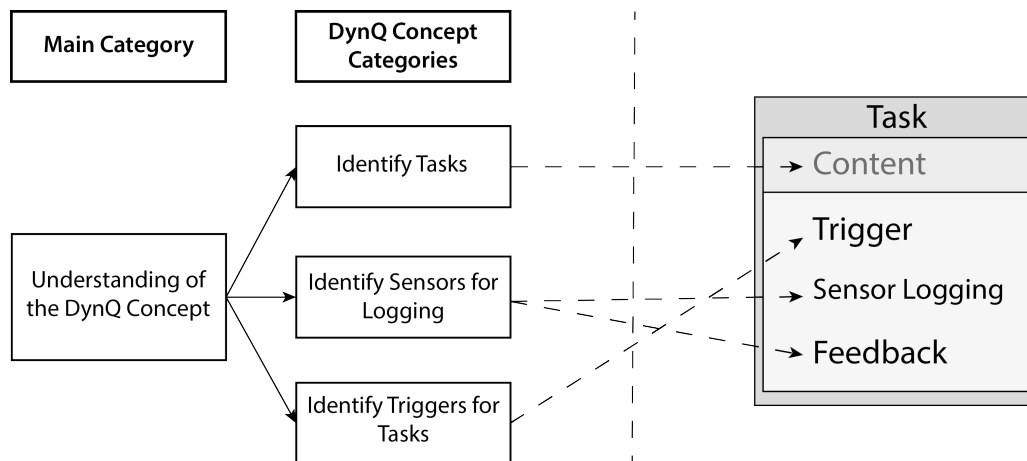 Main Category
DynQ Concept
Categories
Task
Identify Tasks
Content
Trigger
Understanding of
the DynQ Concept
Identify Sensors for
Logging
Sensor Logging
Feedback
Identify Triggers for
Tasks